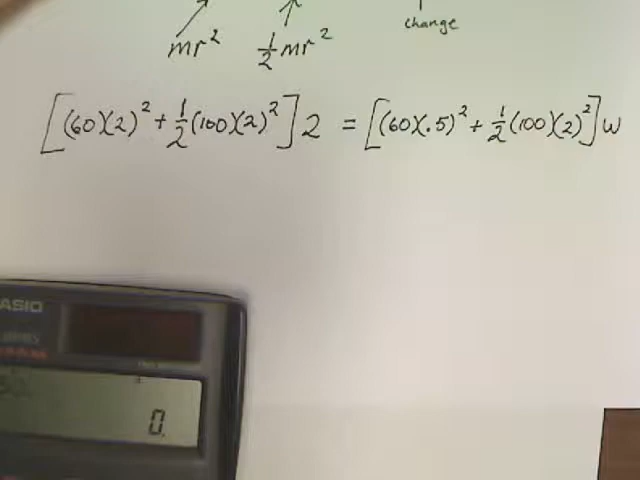 change
mr² ½mr²
[(60)(2)² + ½(100)(2)²]2 = [(60)(.5)² + ½(100)(2)²]w
ASIO
0.